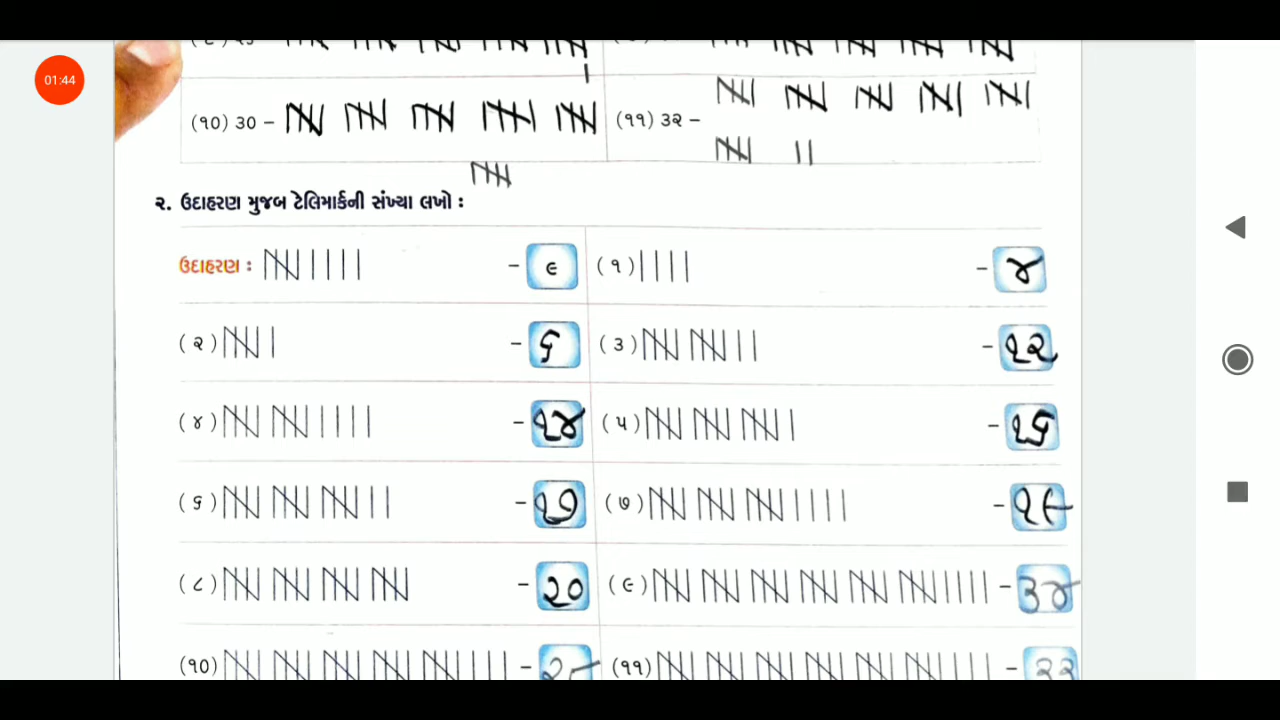 01:44
(૧૦) ૩૦ –
(૧૧) ૩૨ –
૨. ઉદાહરણ મુજબ ટેલિમાર્કની સંખ્યા લખો :
ઉદાહરણ : – ૯
(૧) – ૪
(૨) – ૬
(૩) – ૧૨
(૪) – ૧૪
(૫) – ૧૬
(૬) – ૧૭
(૭) – ૧૯
(૮) – ૨૦
(૯) – ૩૪
(૧૦) –
(૧૧) –